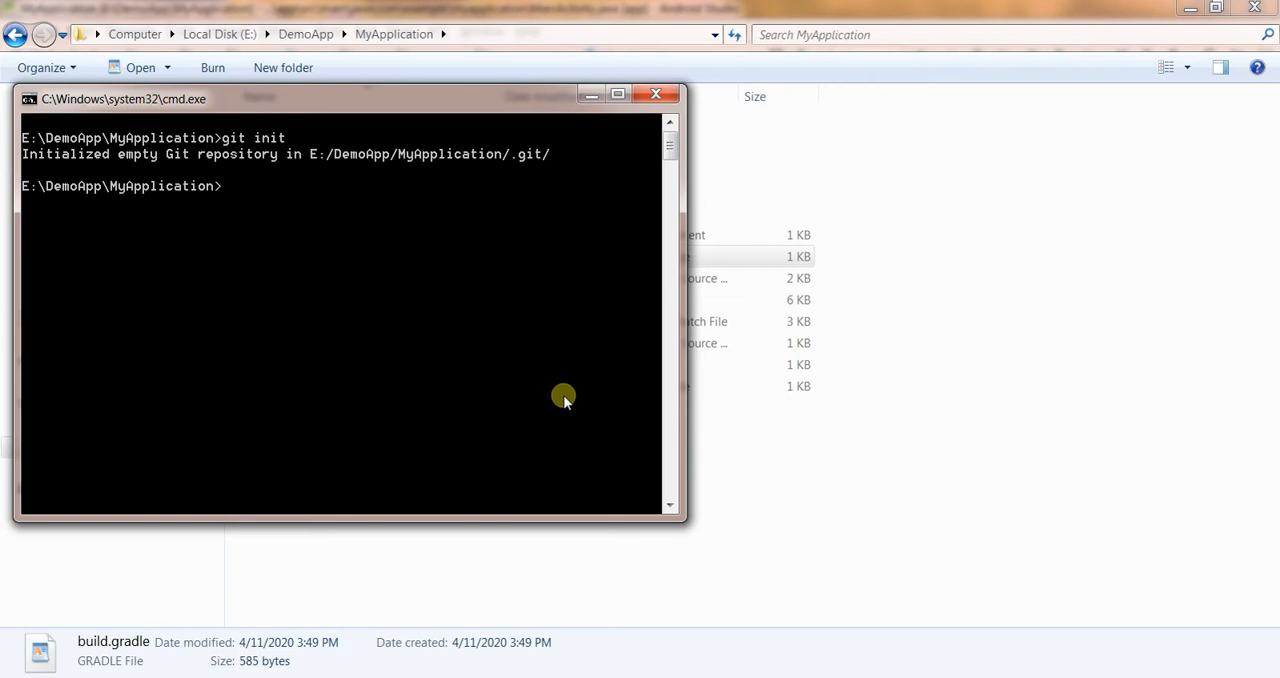 Computer Local Disk (E:) DemoApp MyApplication Search MyApplication
Organize Open Burn New folder
C:\Windows\system32\cmd.exe
Size
E:\DemoApp\MyApplication>git init
Initialized empty Git repository in E:/DemoApp/MyApplication/.git/
E:\DemoApp\MyApplication>
ent 1 KB
e 1 KB
ource ... 2 KB
6 KB
atch File 3 KB
ource ... 1 KB
1 KB
e 1 KB
build.gradle Date modified: 4/11/2020 3:49 PM Date created: 4/11/2020 3:49 PM
GRADLE File Size: 585 bytes